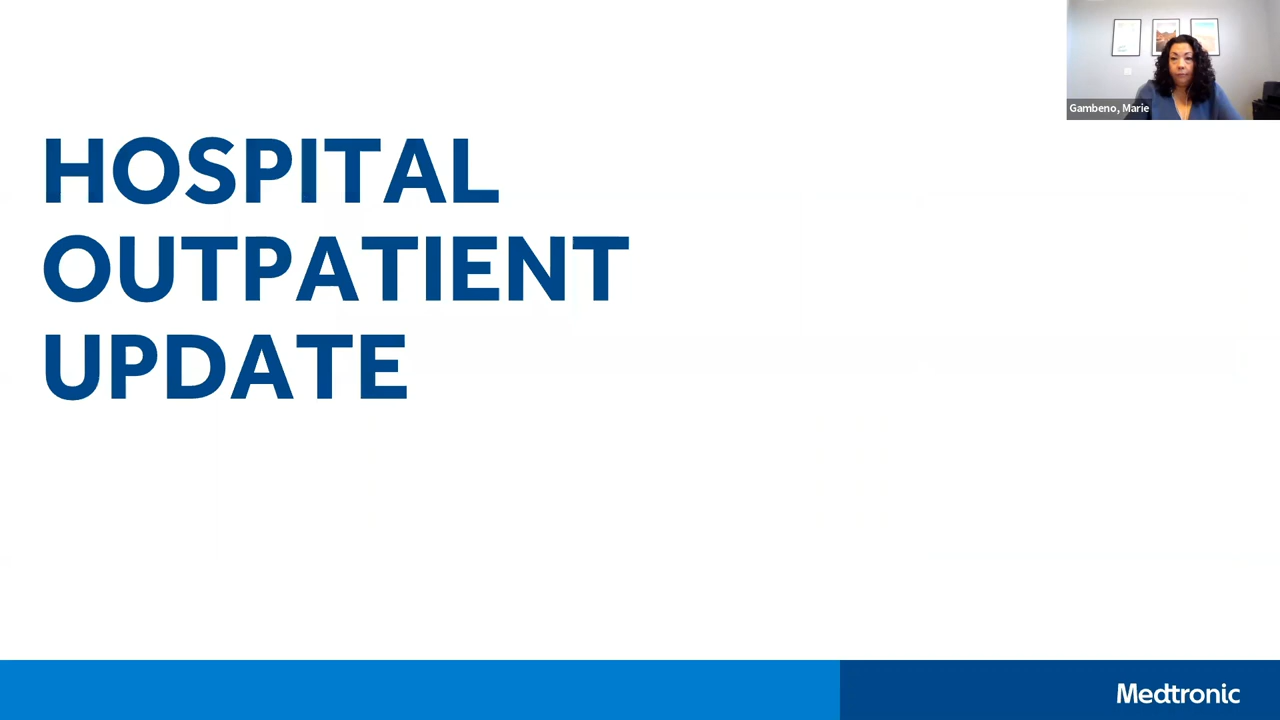 Gambeno, Marie
HOSPITAL
OUTPATIENT
UPDATE
Medtronic